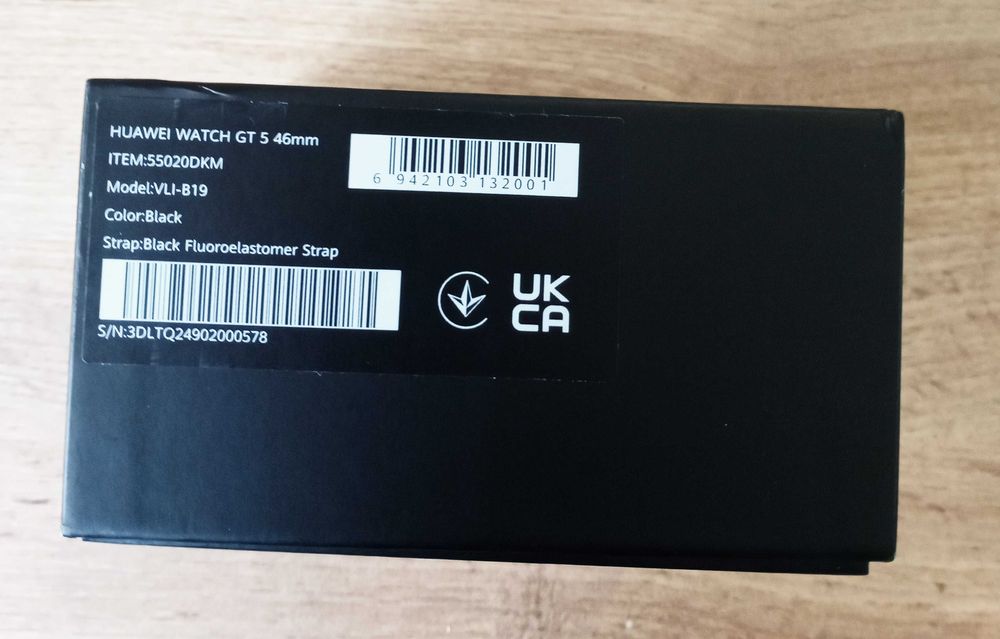 HUAWEI WATCH GT 5 46mm
ITEM:55020DKM
Model:VLI-B19
Color:Black
Strap:Black Fluoroelastomer Strap
S/N:3DLTQ24902000578
6 942103 132001
UK
CA